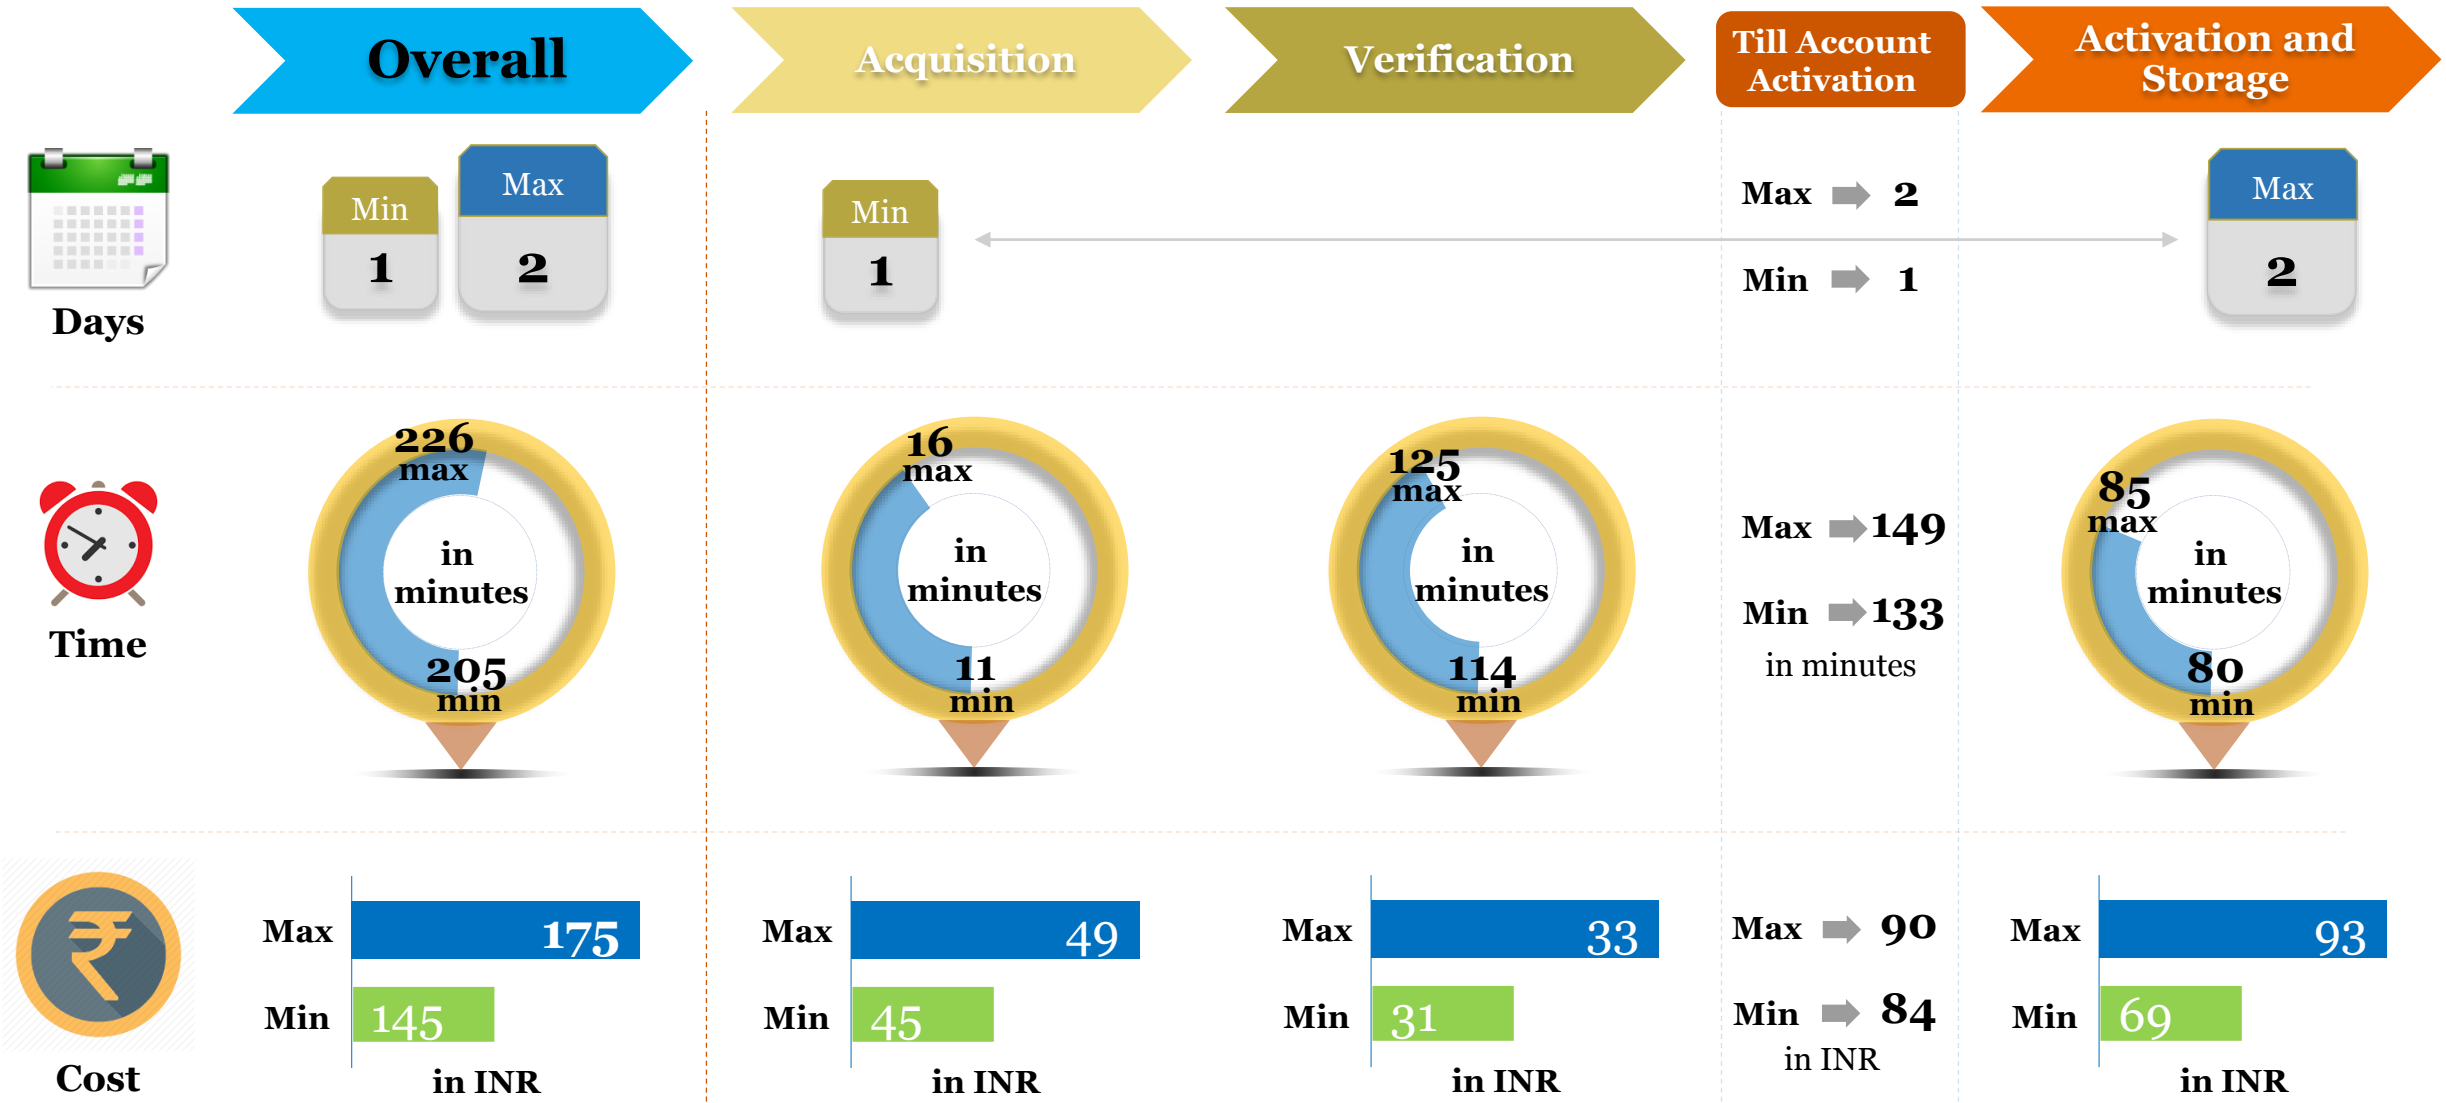 Overall
Acquisition
Verification
Till Account
Activation
Activation and
Storage
Days
Min
1
Max
2
Min
1
Max 2
Min 1
Max
2
Time
226
max
in
minutes
205
min
16
max
in
minutes
11
min
125
max
in
minutes
114
min
Max 149
Min 133
in minutes
85
max
in
minutes
80
min
Cost
Max 175
Min 145
in INR
Max 49
Min 45
in INR
Max 33
Min 31
in INR
Max 90
Min 84
in INR
Max 93
Min 69
in INR